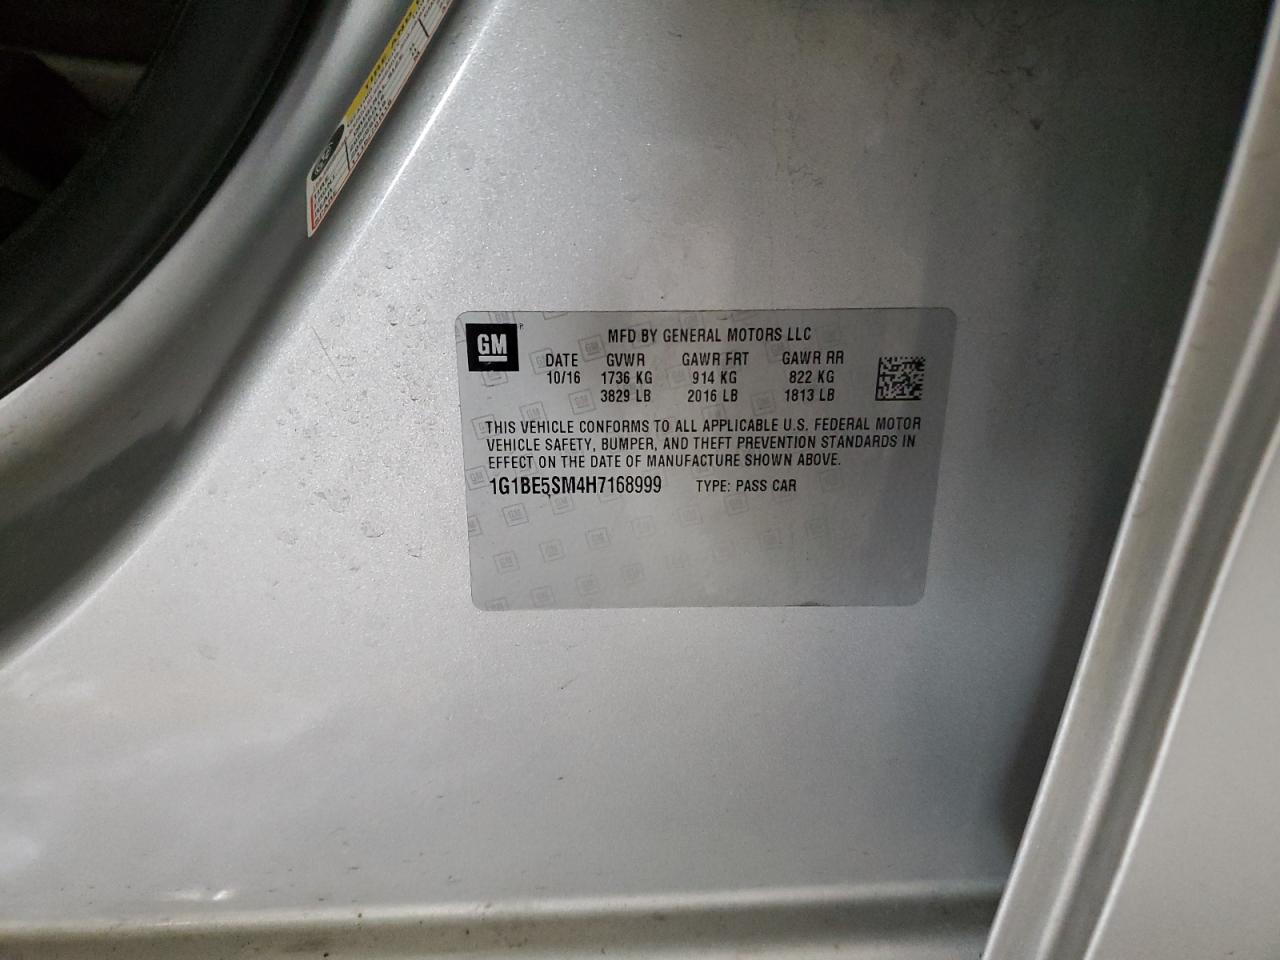 GM
MFD BY GENERAL MOTORS LLC
DATE GVWR GAWR FRT GAWR RR
10/16 1736 KG 914 KG 822 KG
3829 LB 2016 LB 1813 LB
THIS VEHICLE CONFORMS TO ALL APPLICABLE U.S. FEDERAL MOTOR
VEHICLE SAFETY, BUMPER, AND THEFT PREVENTION STANDARDS IN
EFFECT ON THE DATE OF MANUFACTURE SHOWN ABOVE.
1G1BE5SM4H7168999 TYPE: PASS CAR